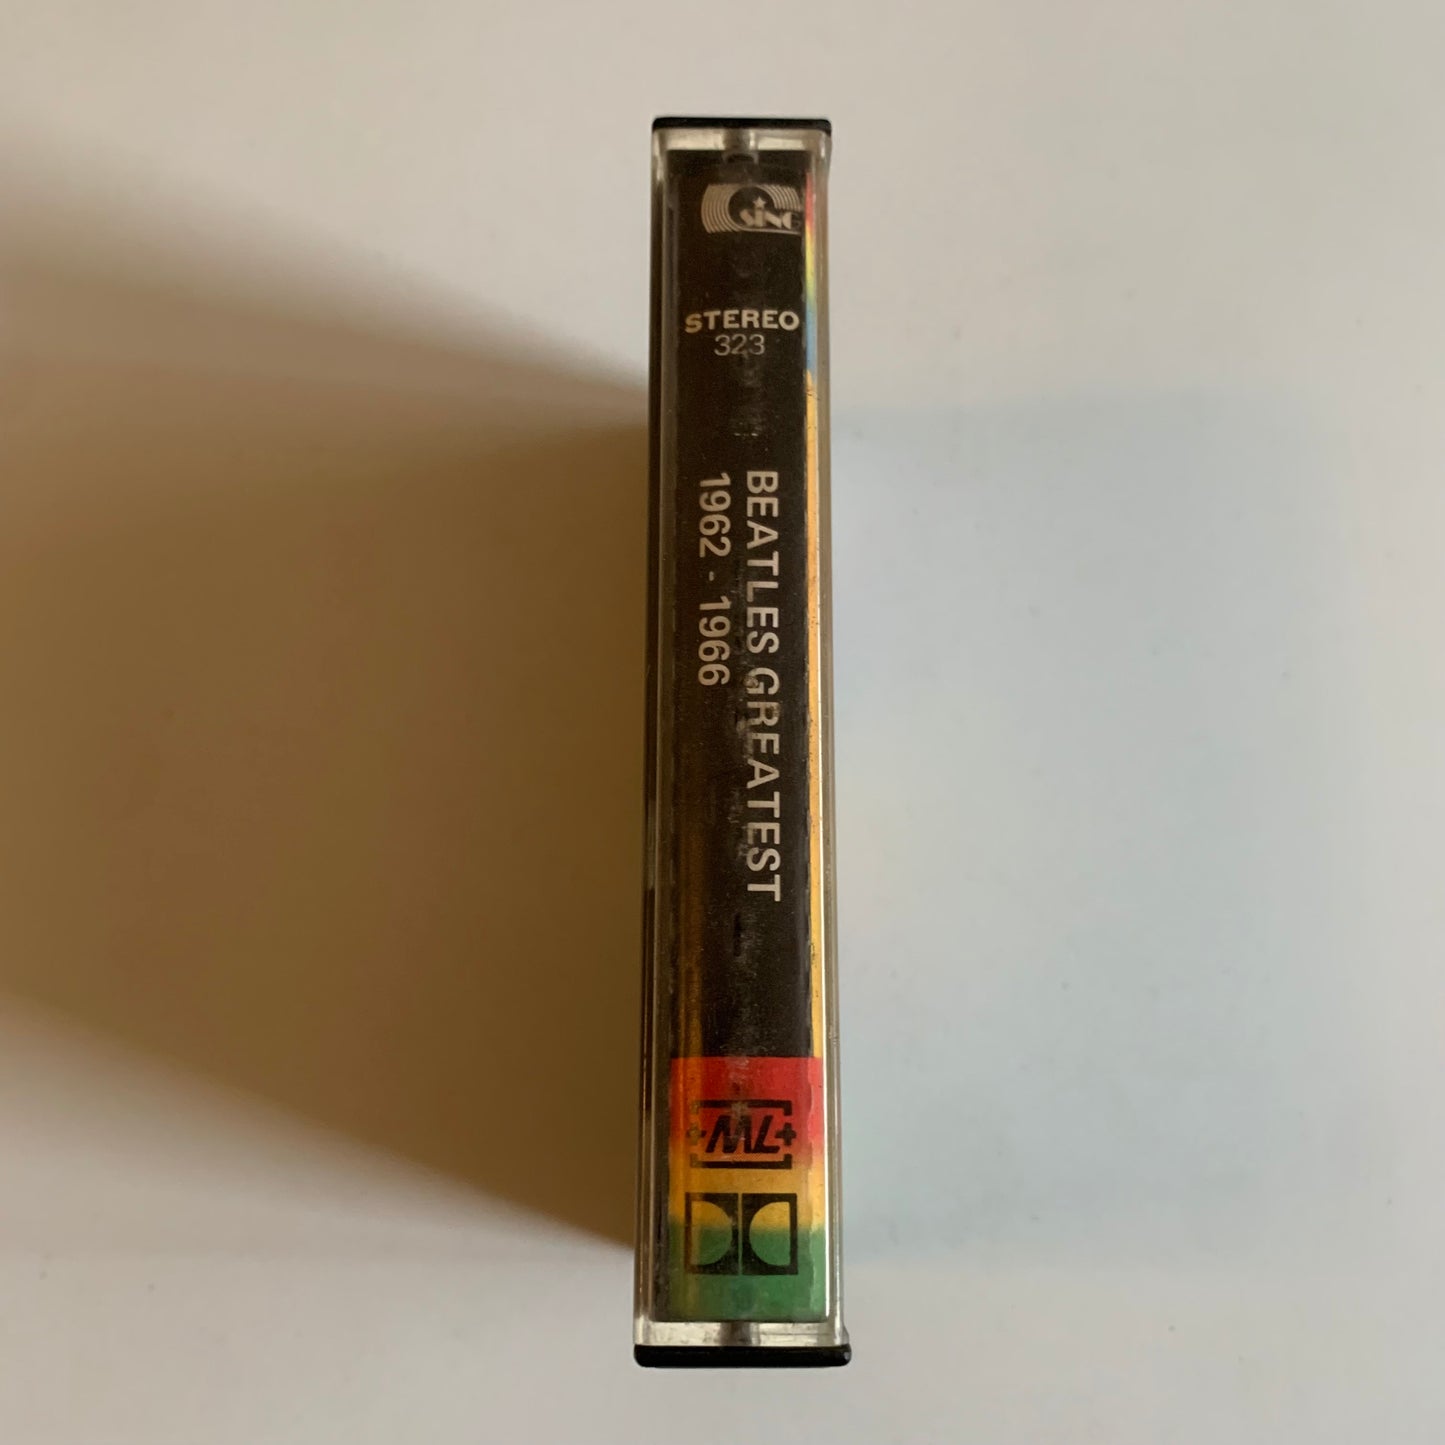 SING
STEREO
323
BEATLES GREATEST
1962 - 1966